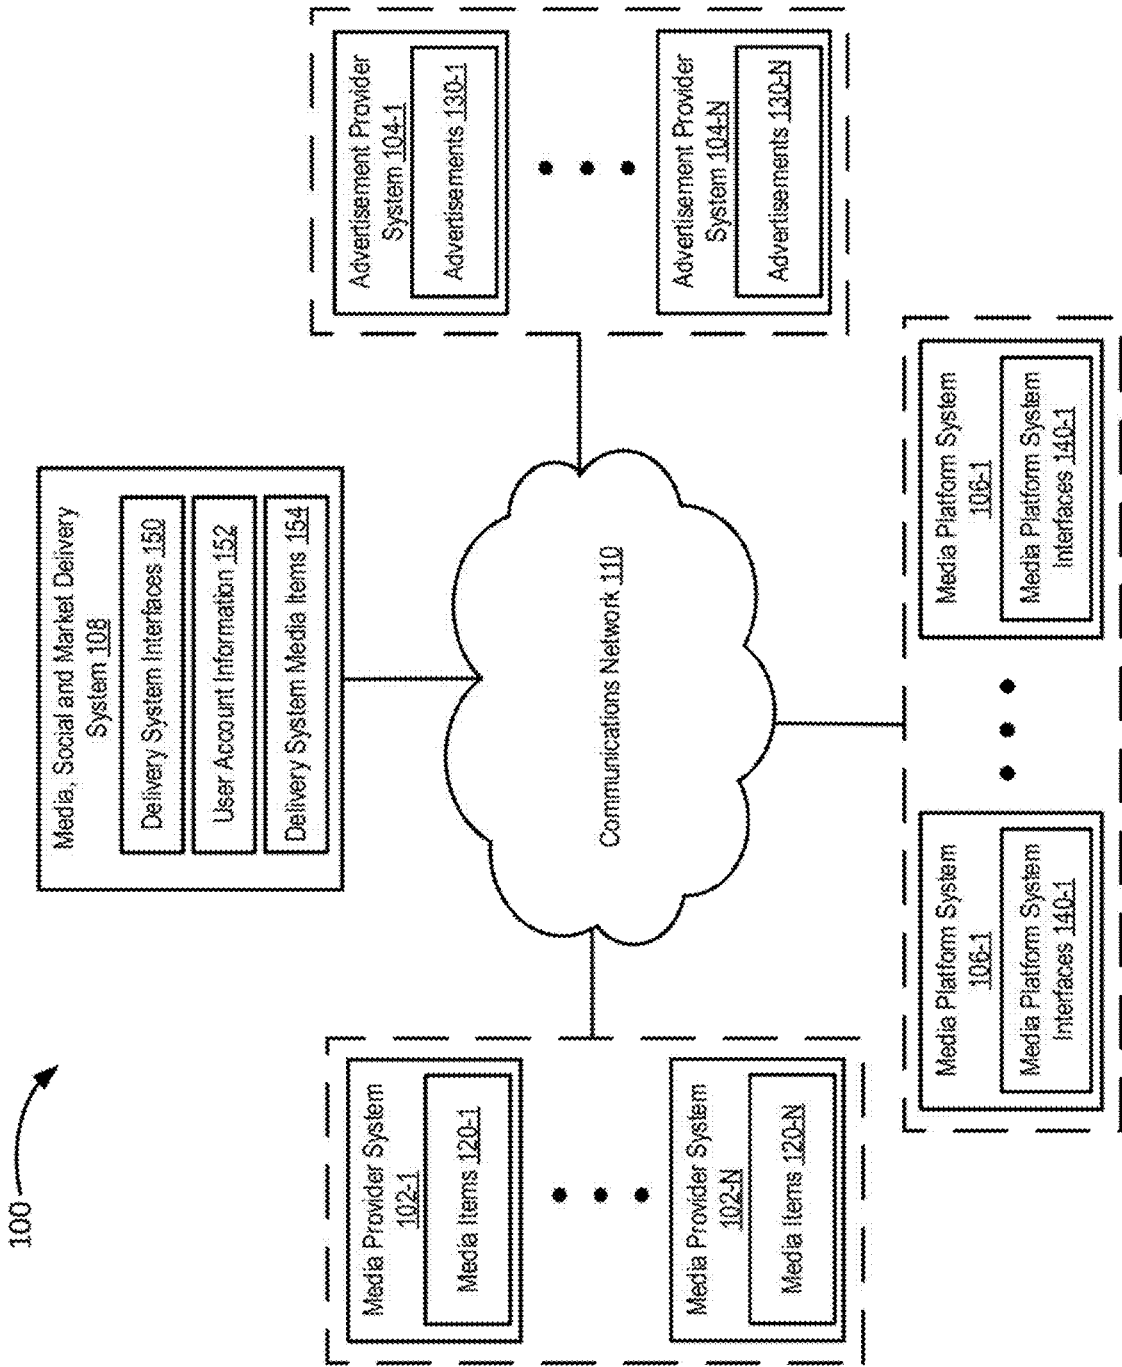 100
Media, Social and Market Delivery
System 108
Delivery System Interfaces 150
User Account Information 152
Delivery System Media Items 154
Media Provider System
102-1
Media Items 120-1
Media Provider System
102-N
Media Items 120-N
Communications Network 110
Advertisement Provider
System 104-1
Advertisements 130-1
Advertisement Provider
System 104-N
Advertisements 130-N
Media Platform System
106-1
Media Platform System
Interfaces 140-1
Media Platform System
106-1
Media Platform System
Interfaces 140-1